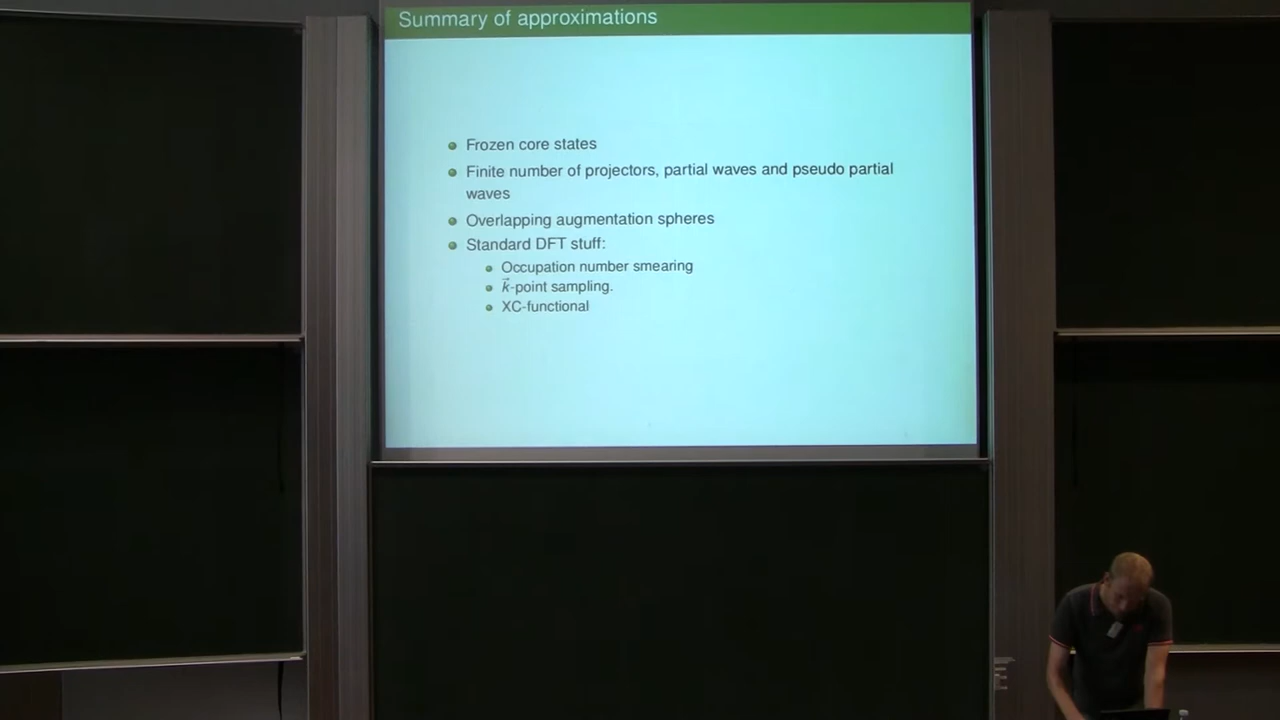 Summary of approximations
Frozen core states
Finite number of projectors, partial waves and pseudo partial
waves
Overlapping augmentation spheres
Standard DFT stuff:
Occupation number smearing
k⃗-point sampling.
XC-functional